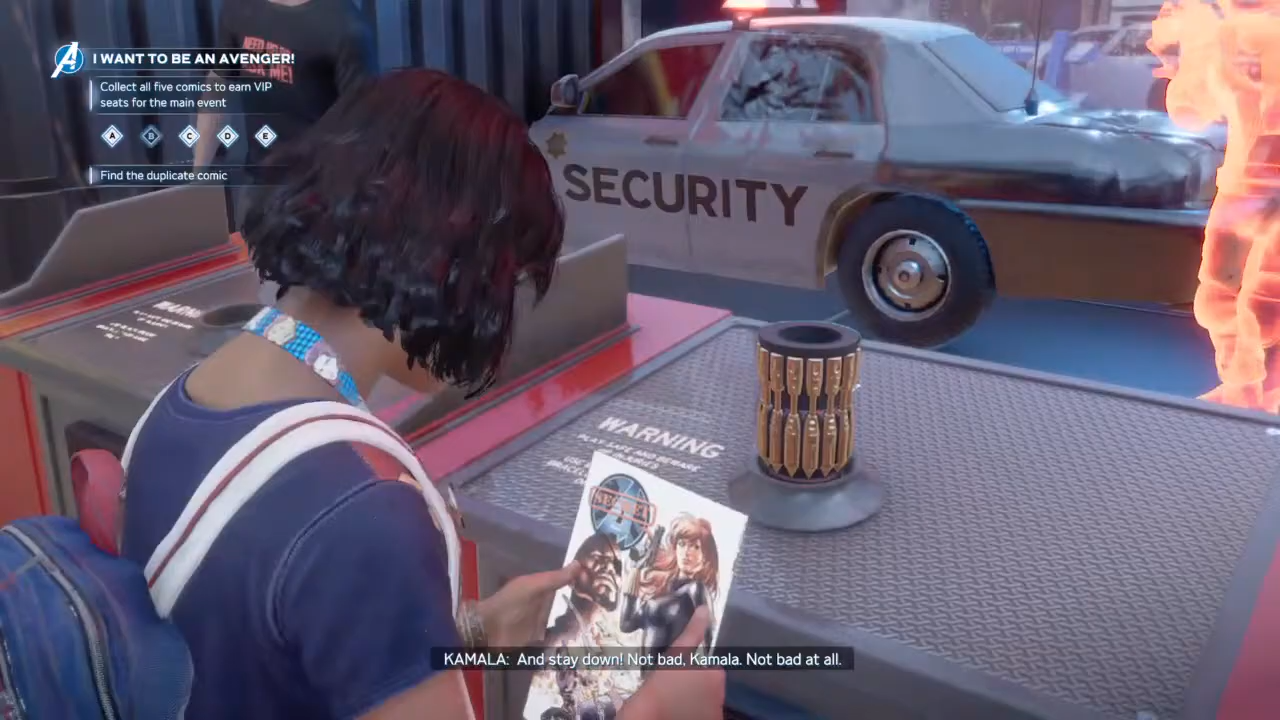 I WANT TO BE AN AVENGER!
Collect all five comics to earn VIP
seats for the main event
A B C D E
Find the duplicate comic
SECURITY
WARNING
PLAY SAFE AND BEWARE
OF INJURIES
KAMALA: And stay down! Not bad, Kamala. Not bad at all.